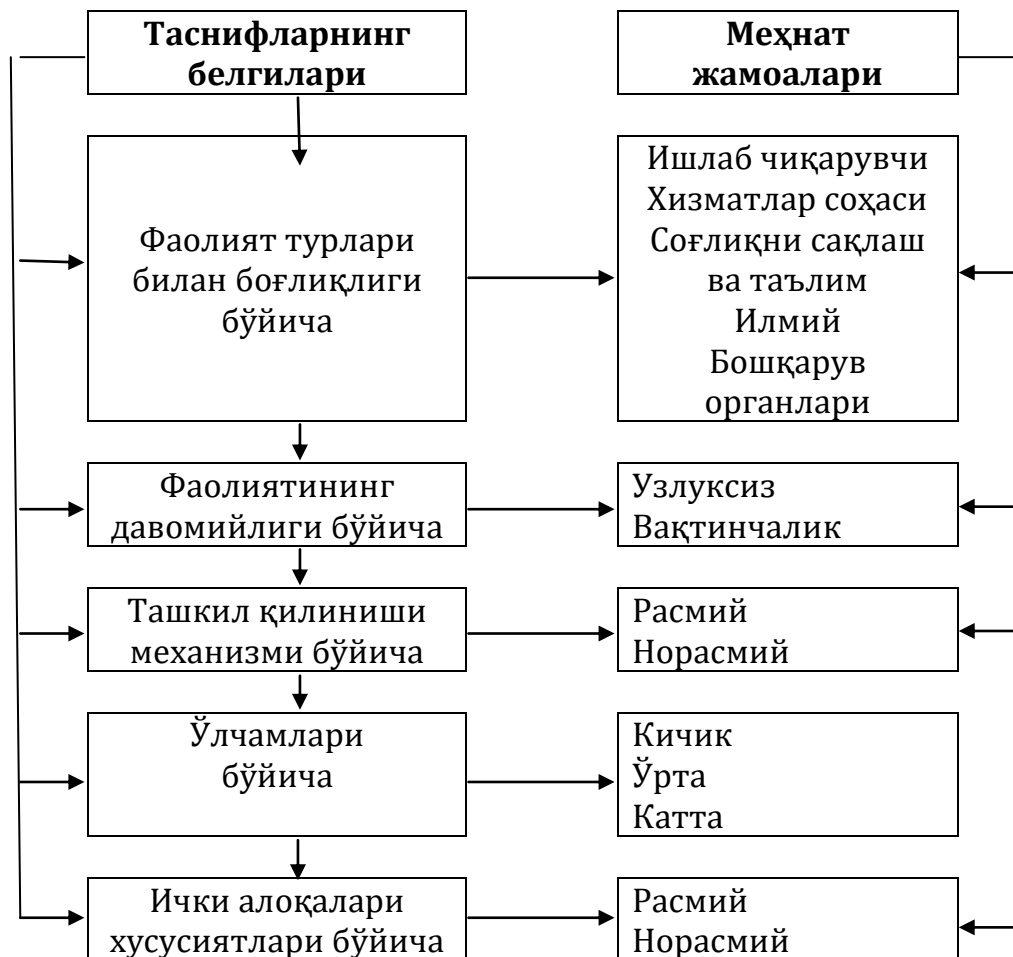 Таснифларнинг
белгилари
Меҳнат
жамоалари
Фаолият турлари
билан боғлиқлиги
бўйича
Ишлаб чиқарувчи
Хизматлар соҳаси
Соғлиқни сақлаш
ва таълим
Илмий
Бошқарув
органлари
Фаолиятининг
давомийлиги бўйича
Узлуксиз
Вақтинчалик
Ташкил қилиниши
механизми бўйича
Расмий
Норасмий
Ўлчамлари
бўйича
Кичик
Ўрта
Катта
Ички алоқалари
хусусиятлари бўйича
Расмий
Норасмий